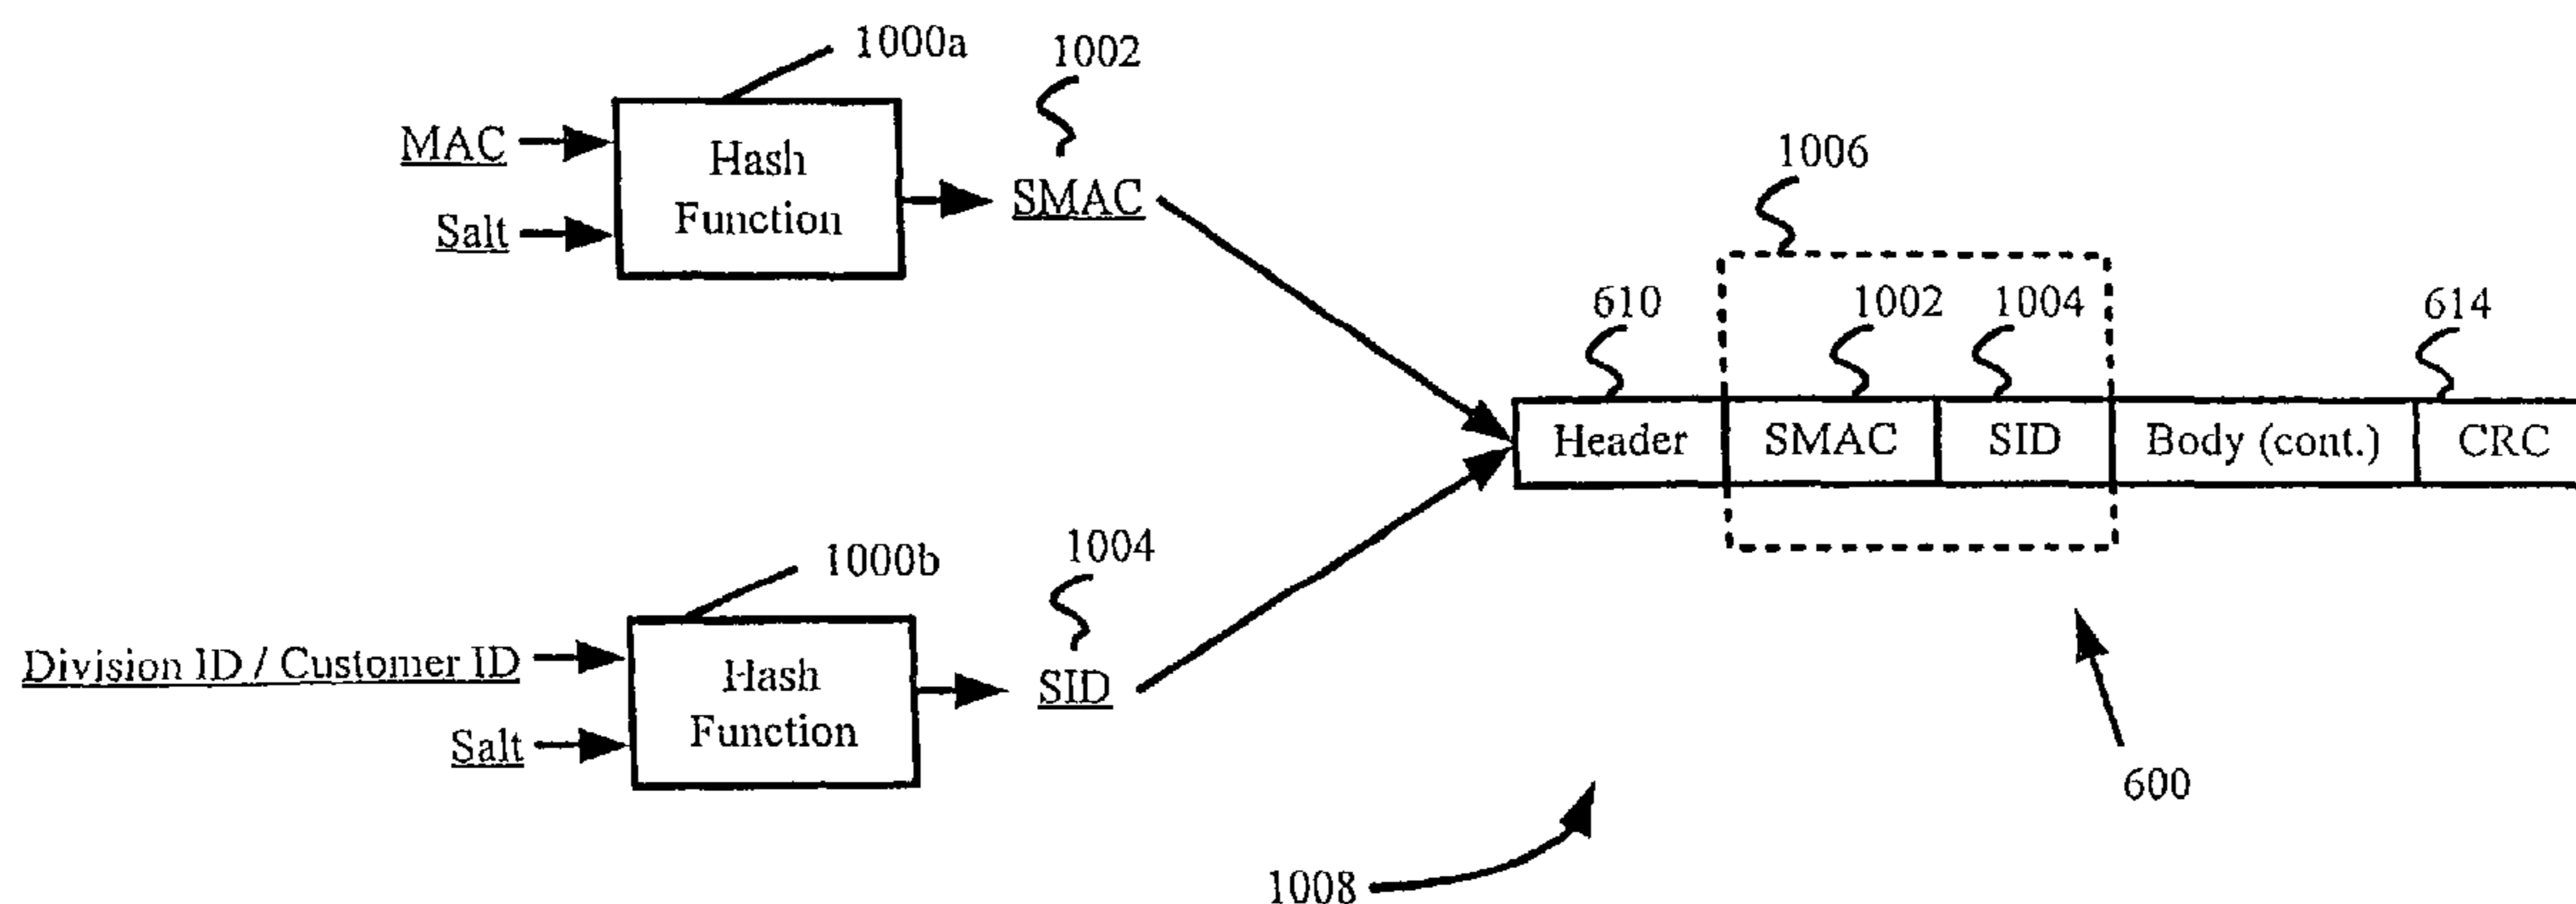 1000a
1002
MAC
Salt
Hash
Function
SMAC
1006
610
1002
1004
614
Header
SMAC
SID
Body (cont.)
CRC
1000b
1004
Division ID / Customer ID
Salt
Hash
Function
SID
600
1008